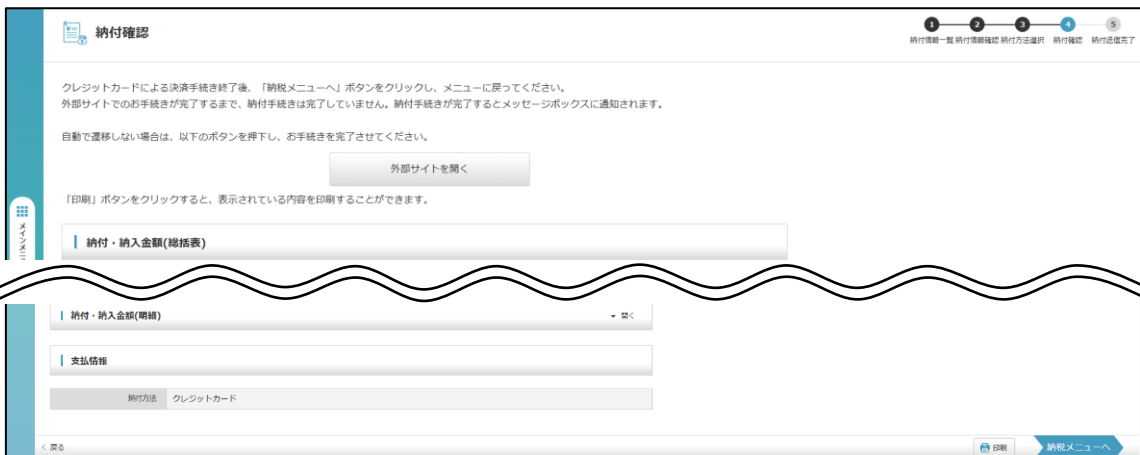 納付確認
1 2 3 4 5
納付情報一覧 納付情報確認 納付方法選択 納付確認 納付送信完了
クレジットカードによる決済手続き終了後、「納税メニューへ」ボタンをクリックし、メニューに戻ってください。
外部サイトでのお手続きが完了するまで、納付手続きは完了していません。納付手続きが完了するとメッセージボックスに通知されます。
自動で遷移しない場合は、以下のボタンを押下し、お手続きを完了させてください。
外部サイトを開く
「印刷」ボタンをクリックすると、表示されている内容を印刷することができます。
メインメニ
納付・納入金額(総括表)
納付・納入金額(明細) 開く
支払情報
納付方法 クレジットカード
戻る 印刷 納税メニューへ